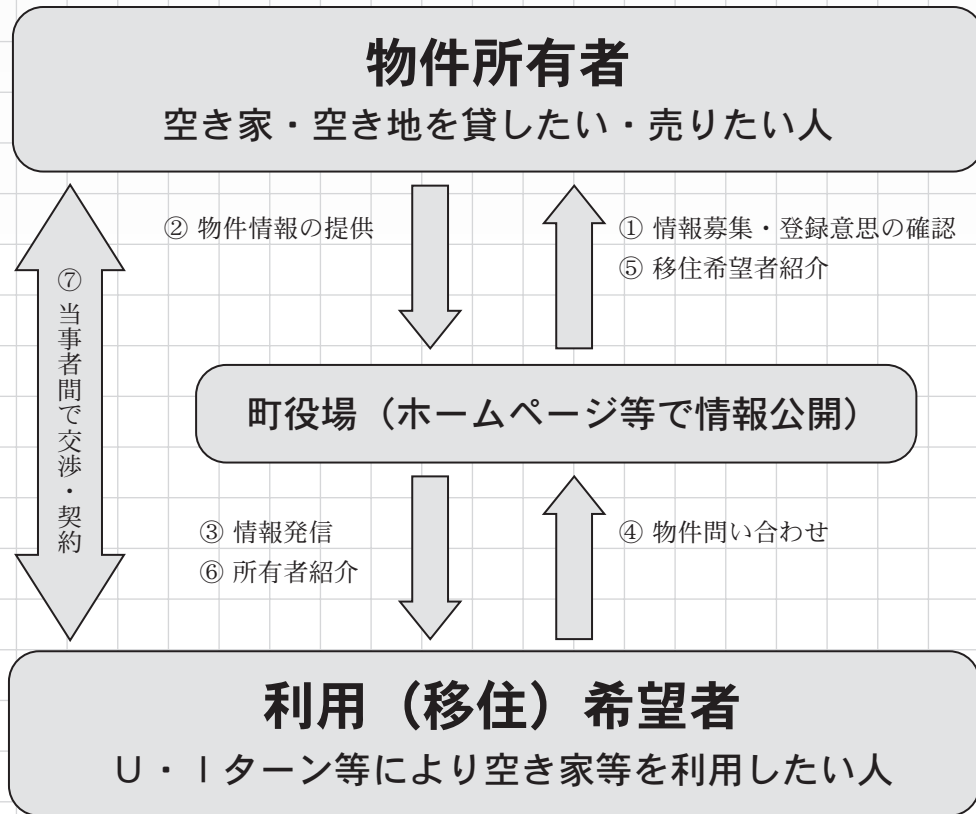 物件所有者
空き家・空き地を貸したい・売りたい人
② 物件情報の提供
① 情報募集・登録意思の確認
⑤ 移住希望者紹介
⑦ 当事者間で交渉・契約
町役場（ホームページ等で情報公開）
③ 情報発信
⑥ 所有者紹介
④ 物件問い合わせ
利用（移住）希望者
Ｕ・Ｉターン等により空き家等を利用したい人